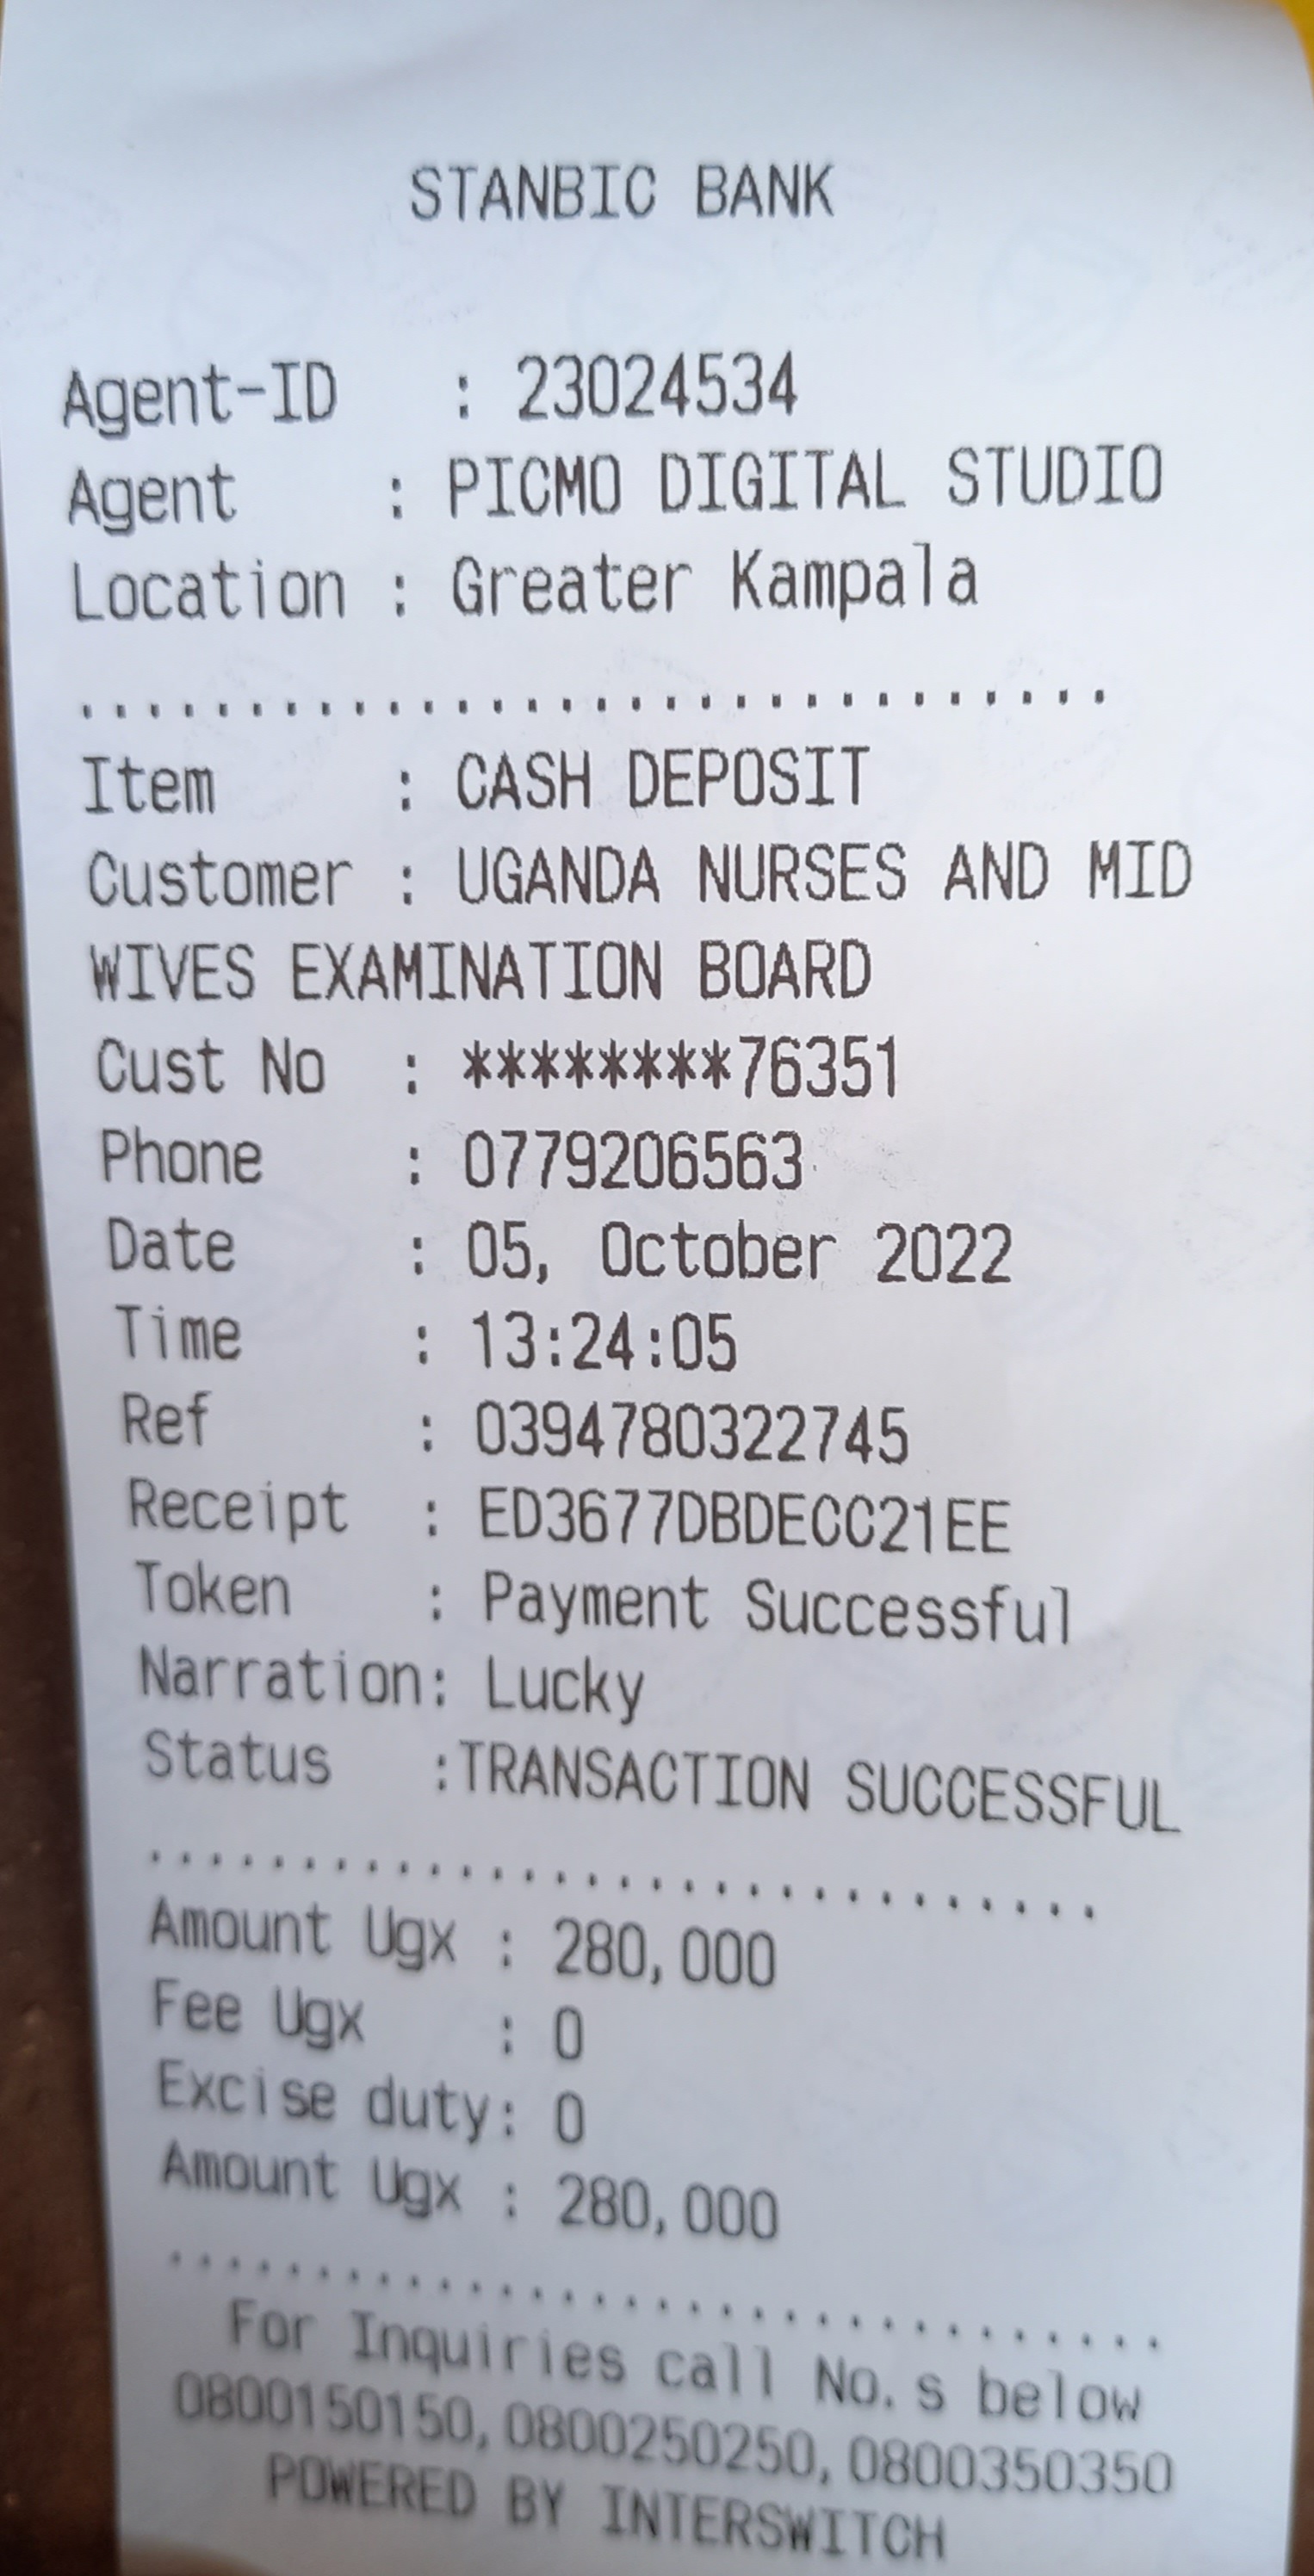 STANBIC BANK
Agent-ID : 23024534
Agent : PICMO DIGITAL STUDIO
Location : Greater Kampala
...............................
Item : CASH DEPOSIT
Customer : UGANDA NURSES AND MID
WIVES EXAMINATION BOARD
Cust No : ********76351
Phone : 0779206563
Date : 05, October 2022
Time : 13:24:05
Ref : 0394780322745
Receipt : ED3677DBDECC21EE
Token : Payment Successful
Narration: Lucky
Status :TRANSACTION SUCCESSFUL
...............................
Amount Ugx : 280,000
Fee Ugx : 0
Excise duty: 0
Amount Ugx : 280,000
...............................
For Inquiries call No.s below
0800150150, 0800250250, 0800350350
POWERED BY INTERSWITCH